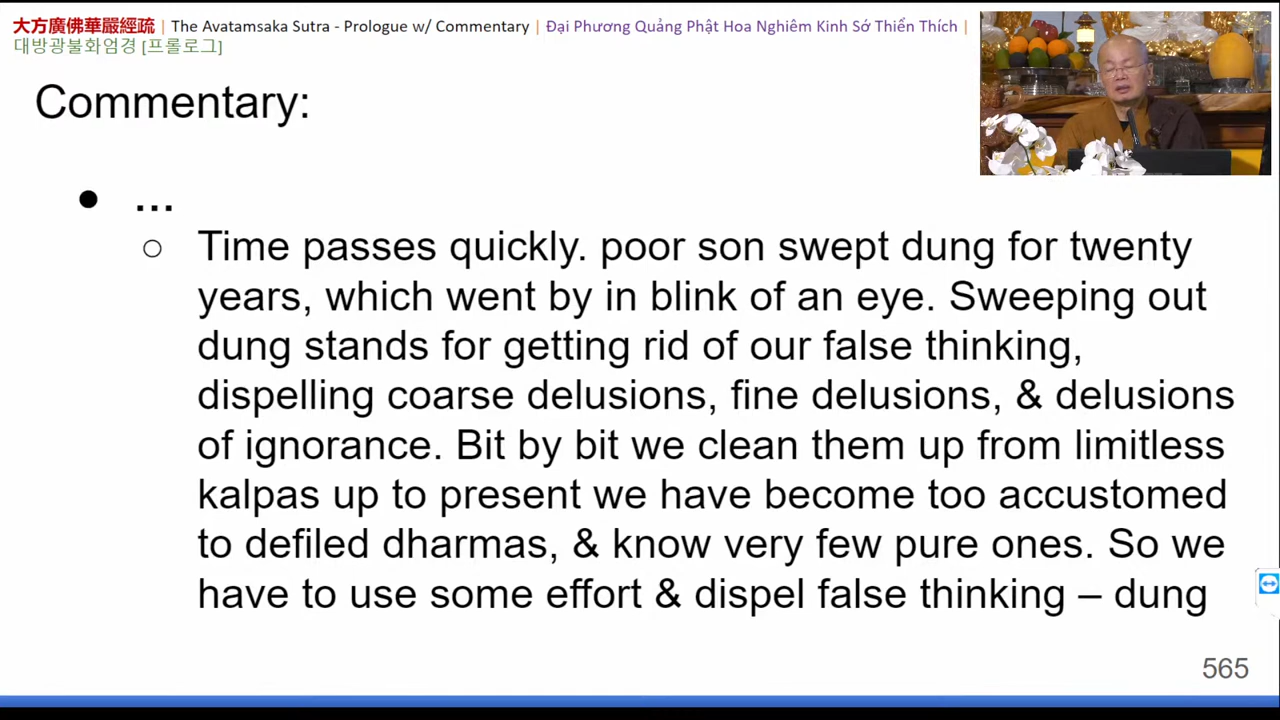 大方廣佛華嚴經疏 | The Avatamsaka Sutra - Prologue w/ Commentary | Đại Phương Quảng Phật Hoa Nghiêm Kinh Sớ Thiển Thích |
대방광불화엄경 [프롤로그]
Commentary:
● ...
○ Time passes quickly. poor son swept dung for twenty
years, which went by in blink of an eye. Sweeping out
dung stands for getting rid of our false thinking,
dispelling coarse delusions, fine delusions, & delusions
of ignorance. Bit by bit we clean them up from limitless
kalpas up to present we have become too accustomed
to defiled dharmas, & know very few pure ones. So we
have to use some effort & dispel false thinking – dung
565